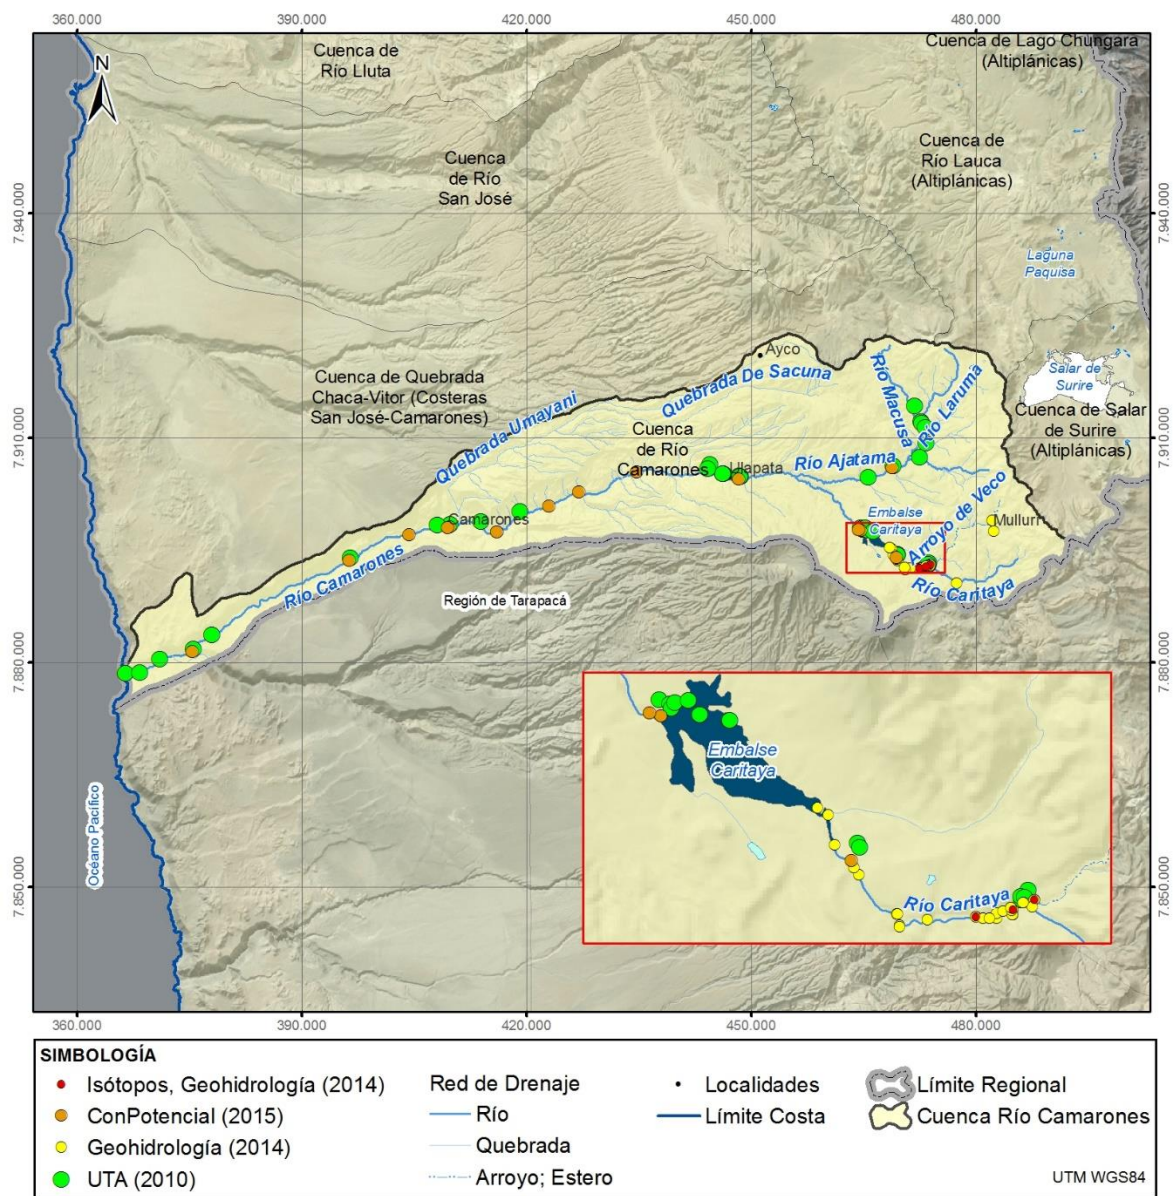 360.000
390.000
420.000
450.000
480.000
N
Cuenca de
Río Lluta
Cuenca de Lago Chungara
(Altiplánicas)
Cuenca
de Río
San José
Cuenca de
Río Lauca
(Altiplánicas)
7.940.000
7.940.000
Laguna
Paquisa
Ayco
Salar de
Surire
Cuenca de Quebrada
Chaca-Vitor (Costeras
San José-Camarones)
Quebrada Umayani
Quebrada De Sacuna
Río Macusa
Río Laruma
Cuenca de Salar
de Surire
(Altiplánicas)
7.910.000
7.910.000
Cuenca
de Río
Camarones
Illapata
Río Ajatama
Camarones
Embalse
Caritaya
Arroyo de Veco
Mullurr
Río Camarones
Región de Tarapacá
Río Caritaya
7.880.000
7.880.000
Embalse
Caritaya
Océano Pacífico
Río Caritaya
7.850.000
7.850.000
360.000
390.000
420.000
450.000
480.000
SIMBOLOGÍA
Isótopos, Geohidrología (2014)
ConPotencial (2015)
Geohidrología (2014)
UTA (2010)
Red de Drenaje
Río
Quebrada
Arroyo; Estero
Localidades
Límite Costa
Límite Regional
Cuenca Río Camarones
UTM WGS84